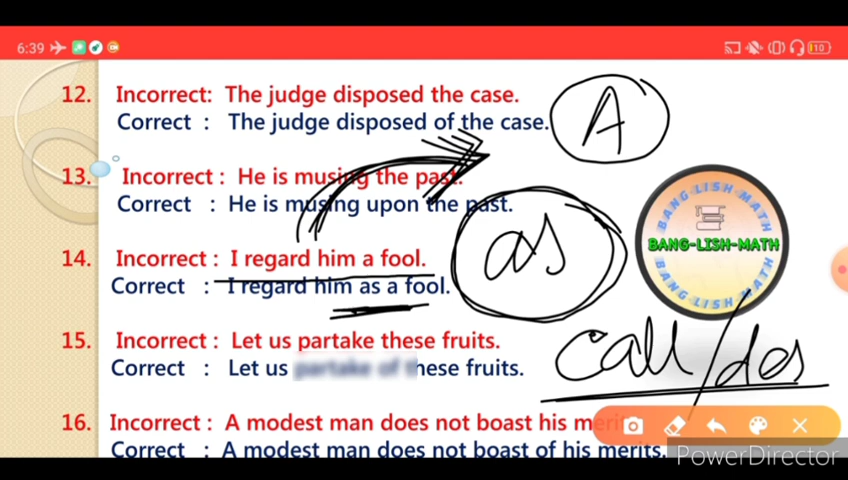 6:39
12. Incorrect: The judge disposed the case.
Correct : The judge disposed of the case.
A
13. Incorrect : He is musing the past.
Correct : He is musing upon the past.
14. Incorrect : I regard him a fool.
Correct : I regard him as a fool.
as
BANG-LISH MATH
BANG-LISH-MATH
BANG-LISH MATH
15. Incorrect : Let us partake these fruits.
Correct : Let us partake of these fruits.
call/des
16. Incorrect : A modest man does not boast his
Correct : A modest man does not boast of his merits.
PowerDirector